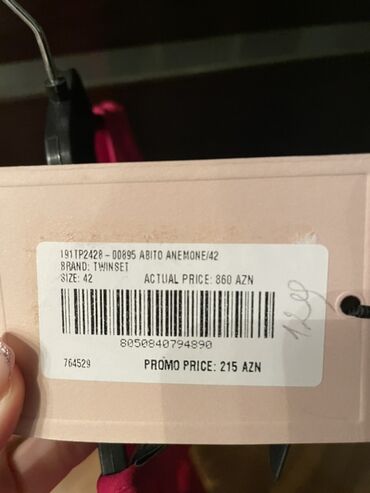 191TP2428 - 00895 ABITO ANEMONE/42
BRAND: TWINSET
SIZE: 42 ACTUAL PRICE: 860 AZN
8050840794890
764529 PROMO PRICE: 215 AZN
129